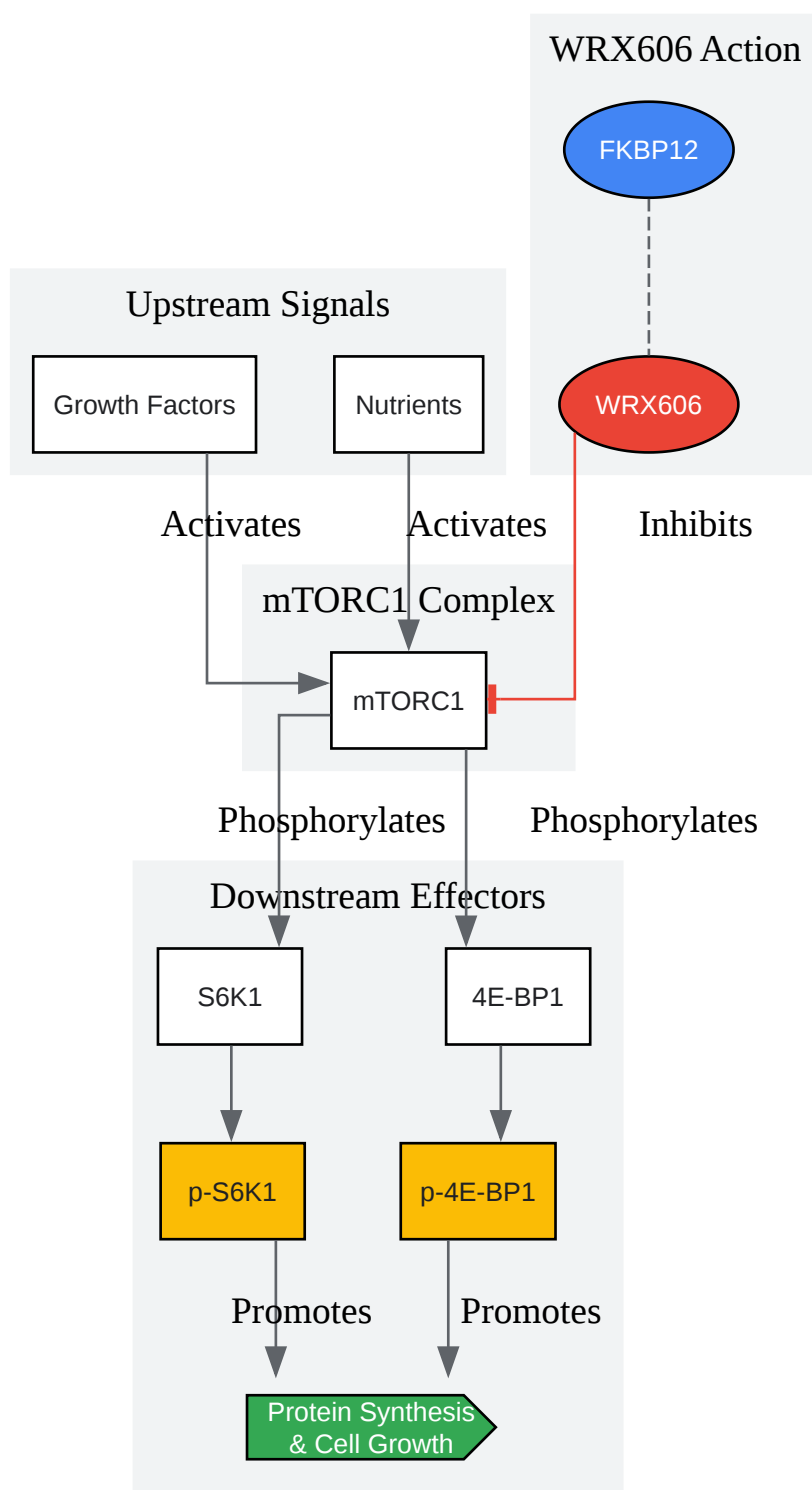 WRX606 Action
FKBP12
Upstream Signals
Growth Factors
Nutrients
WRX606
Activates
Activates
Inhibits
mTORC1 Complex
mTORC1
Phosphorylates
Phosphorylates
Downstream Effectors
S6K1
4E-BP1
p-S6K1
p-4E-BP1
Promotes
Promotes
Protein Synthesis
& Cell Growth